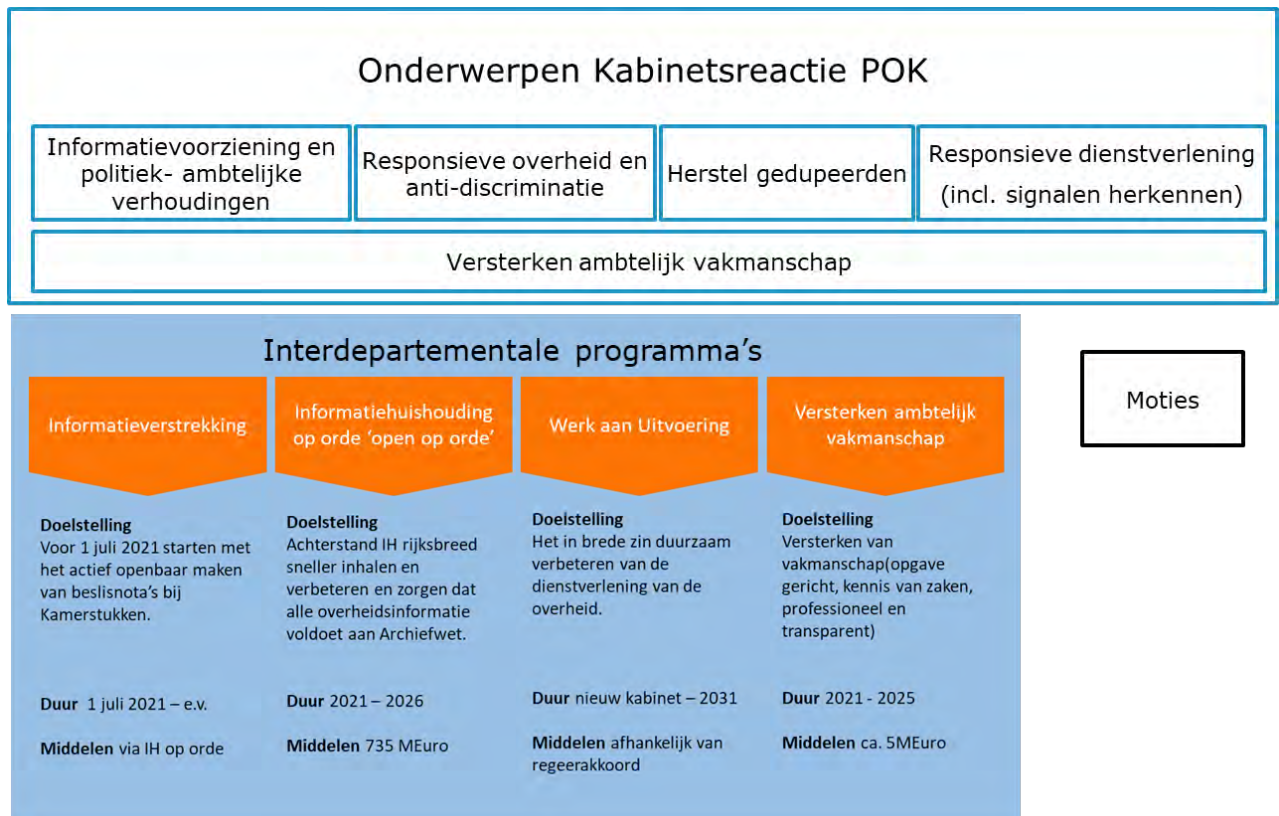 Onderwerpen Kabinetsreactie POK
Informatievoorziening en
politiek- ambtelijke
verhoudingen
Responsieve overheid en
anti-discriminatie
Herstel gedupeerden
Responsieve dienstverlening
(incl. signalen herkennen)
Versterken ambtelijk vakmanschap
Interdepartementale programma's
Informatieverstrekking
Doelstelling
Voor 1 juli 2021 starten met
het actief openbaar maken
van beslisnota's bij
Kamerstukken.
Duur 1 juli 2021 – e.v.
Middelen via IH op orde
Informatiehuishouding
op orde 'open op orde'
Doelstelling
Achterstand IH rijksbreed
sneller inhalen en
verbeteren en zorgen dat
alle overheidsinformatie
voldoet aan Archiefwet.
Duur 2021 – 2026
Middelen 735 MEuro
Werk aan Uitvoering
Doelstelling
Het in brede zin duurzaam
verbeteren van de
dienstverlening van de
overheid.
Duur nieuw kabinet – 2031
Middelen afhankelijk van
regeerakkoord
Versterken ambtelijk
vakmanschap
Doelstelling
Versterken van
vakmanschap(opgave
gericht, kennis van zaken,
professioneel en
transparent)
Duur 2021 - 2025
Middelen ca. 5MEuro
Moties